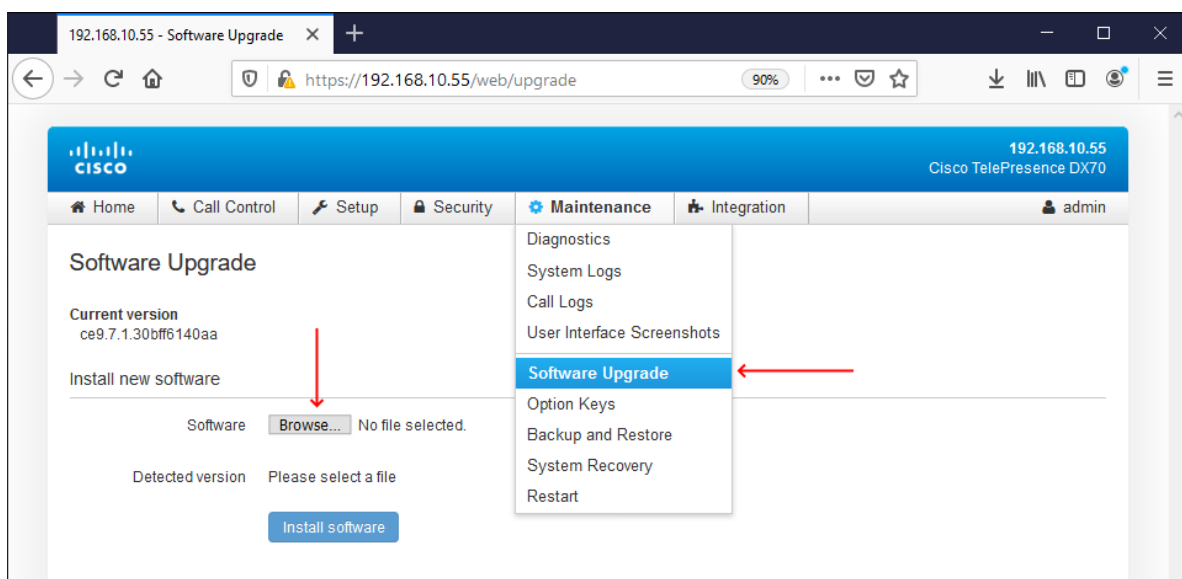 192.168.10.55 - Software Upgrade
https://192.168.10.55/web/upgrade 90%
CISCO
192.168.10.55
Cisco TelePresence DX70
Home Call Control Setup Security Maintenance Integration admin
Diagnostics
System Logs
Call Logs
User Interface Screenshots
Software Upgrade
Option Keys
Backup and Restore
System Recovery
Restart
Software Upgrade
Current version
ce9.7.1.30bff6140aa
Install new software
Software Browse... No file selected.
Detected version Please select a file
Install software